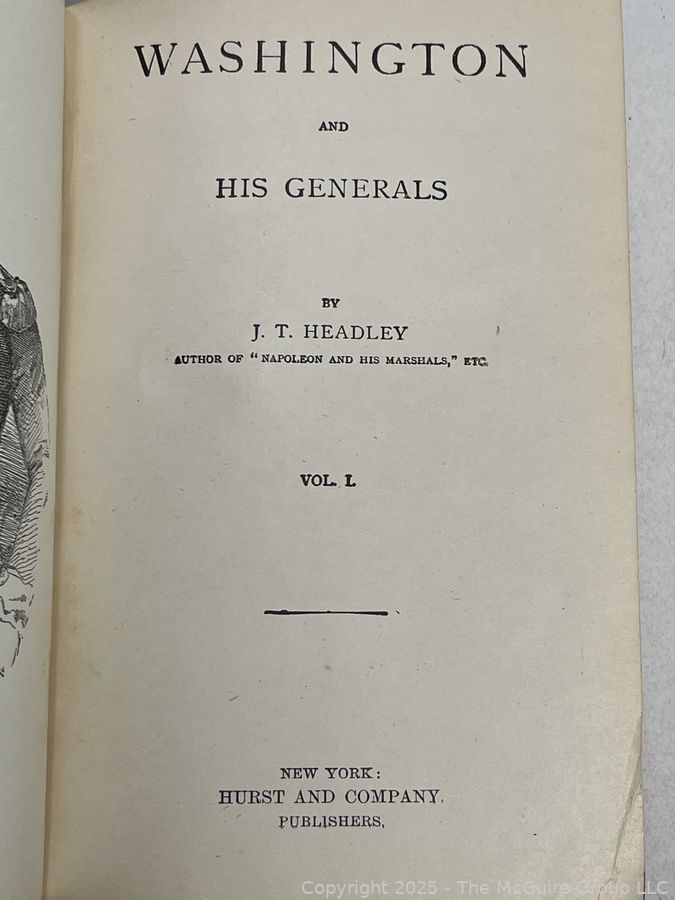 WASHINGTON
AND
HIS GENERALS
BY
J. T. HEADLEY
AUTHOR OF "NAPOLEON AND HIS MARSHALS," ETC.
VOL. I.
NEW YORK:
HURST AND COMPANY,
PUBLISHERS,
Copyright 2025 - The McGuire Group LLC